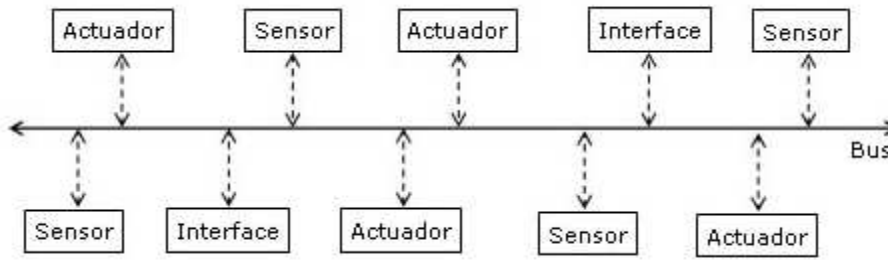 Actuador
Sensor
Actuador
Interface
Sensor
Bus
Sensor
Interface
Actuador
Sensor
Actuador